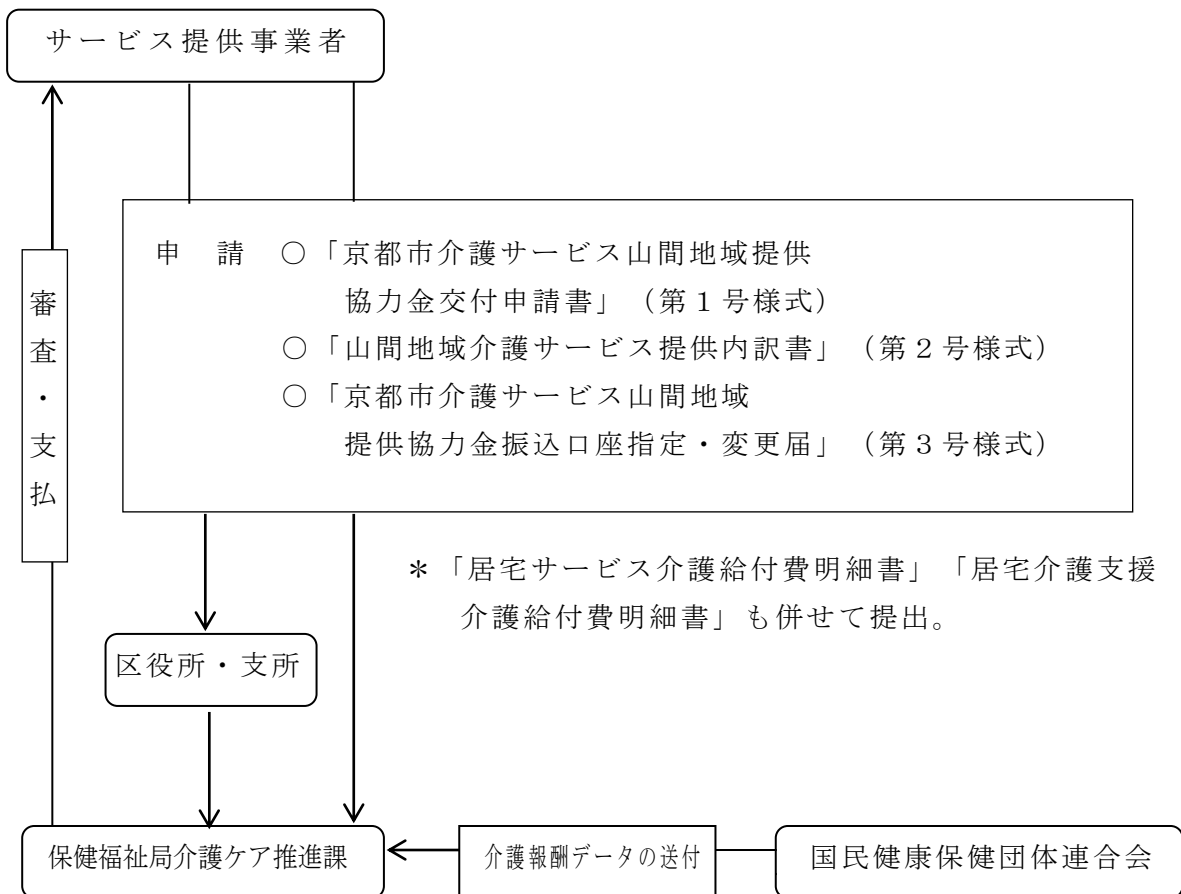 サービス提供事業者
申　請　○「京都市介護サービス山間地域提供
協力金交付申請書」（第１号様式）
○「山間地域介護サービス提供内訳書」（第２号様式）
○「京都市介護サービス山間地域
提供協力金振込口座指定・変更届」（第３号様式）
審査・支払
＊「居宅サービス介護給付費明細書」「居宅介護支援
介護給付費明細書」も併せて提出。
区役所・支所
保健福祉局介護ケア推進課
介護報酬データの送付
国民健康保健団体連合会